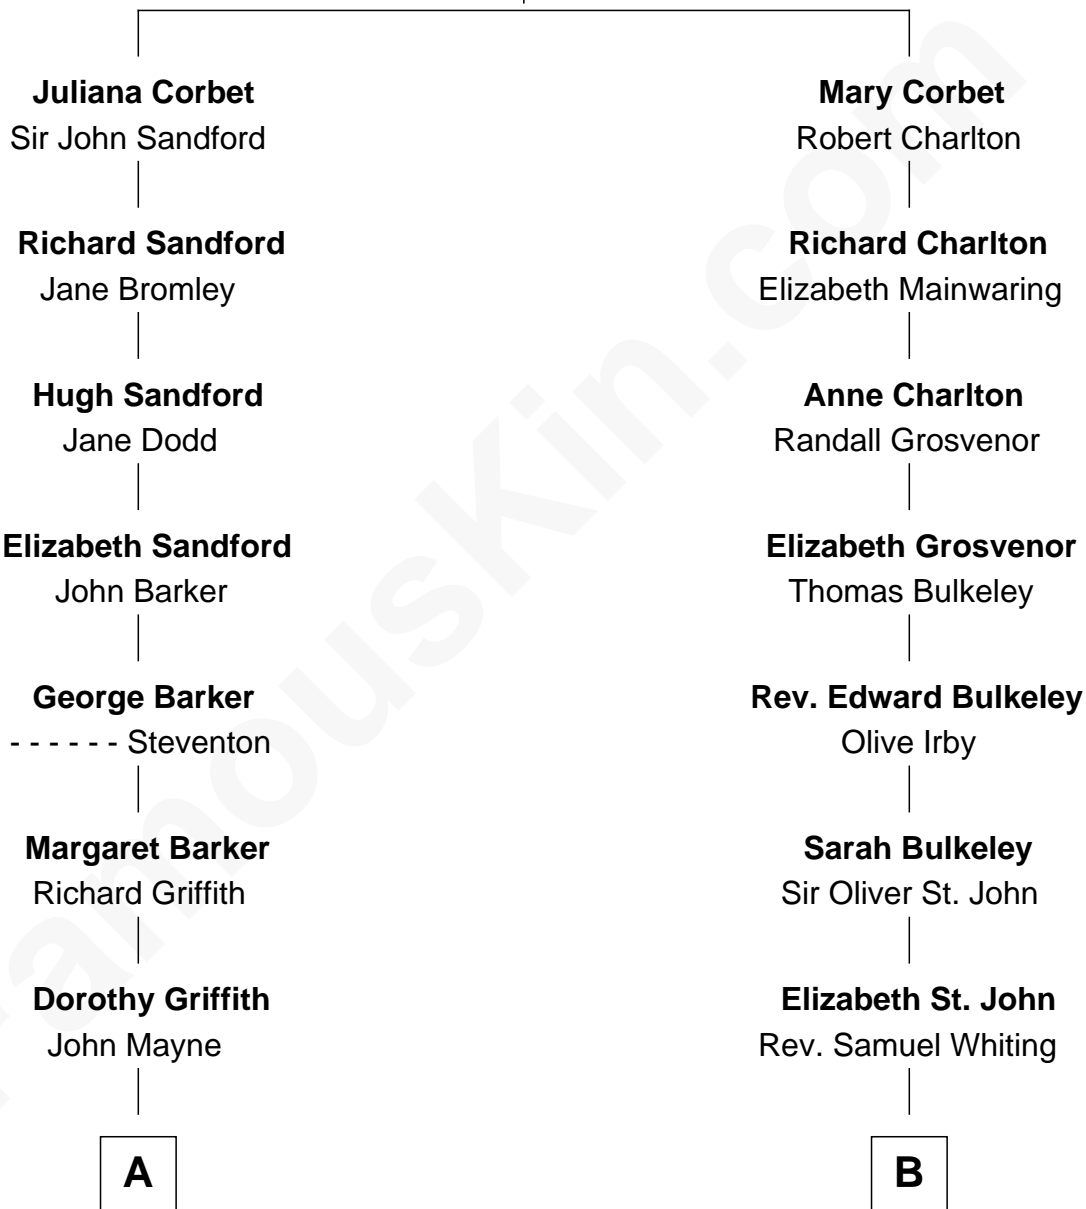 Juliana Corbet
Sir John Sandford
Richard Sandford
Jane Bromley
Hugh Sandford
Jane Dodd
Elizabeth Sandford
John Barker
George Barker
- - - - - - Steventon
Margaret Barker
Richard Griffith
Dorothy Griffith
John Mayne
A
Mary Corbet
Robert Charlton
Richard Charlton
Elizabeth Mainwaring
Anne Charlton
Randall Grosvenor
Elizabeth Grosvenor
Thomas Bulkeley
Rev. Edward Bulkeley
Olive Irby
Sarah Bulkeley
Sir Oliver St. John
Elizabeth St. John
Rev. Samuel Whiting
B
FamousKin.com